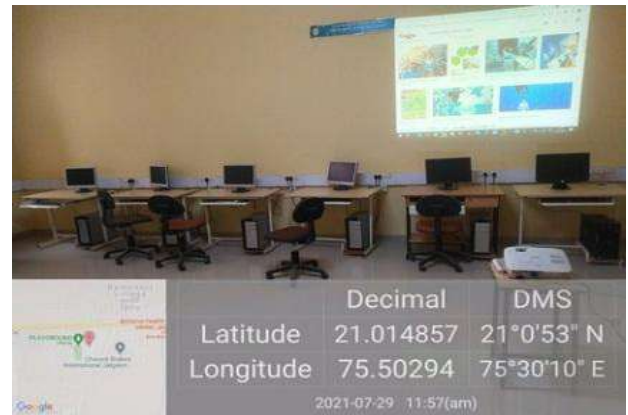 Decimal DMS
Latitude 21.014857 21°0'53" N
Longitude 75.50294 75°30'10" E
2021-07-29 11:57(am)
PLAYGROUND
Google